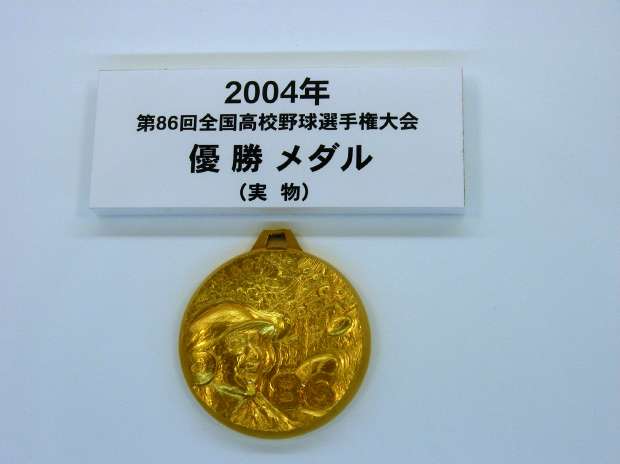 2004年
第86回全国高校野球選手権大会
優勝 メダル
（実 物）
86